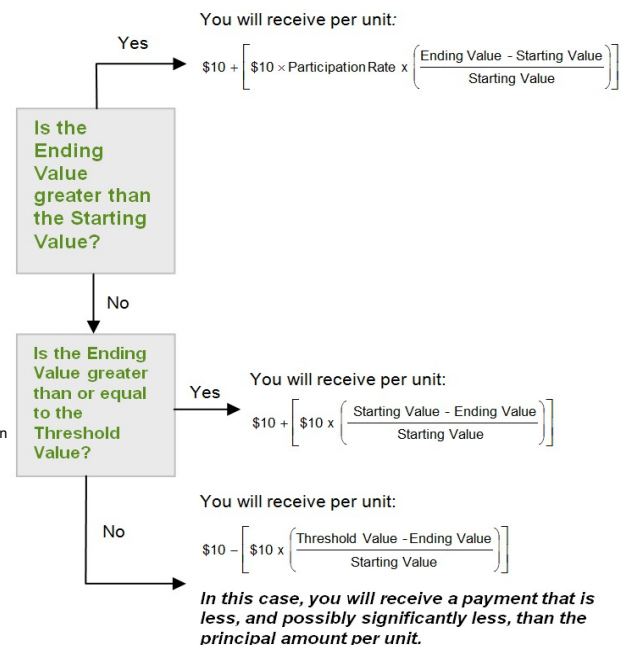 You will receive per unit:
Yes
$10 + [ $10 × Participation Rate x ( Ending Value - Starting Value / Starting Value ) ]
Is the
Ending
Value
greater than
the Starting
Value?
No
Is the Ending
Value greater
than or equal
to the
Threshold
Value?
n
Yes
You will receive per unit:
$10 + [ $10 x ( Starting Value - Ending Value / Starting Value ) ]
No
You will receive per unit:
$10 – [ $10 x ( Threshold Value - Ending Value / Starting Value ) ]
In this case, you will receive a payment that is
less, and possibly significantly less, than the
principal amount per unit.